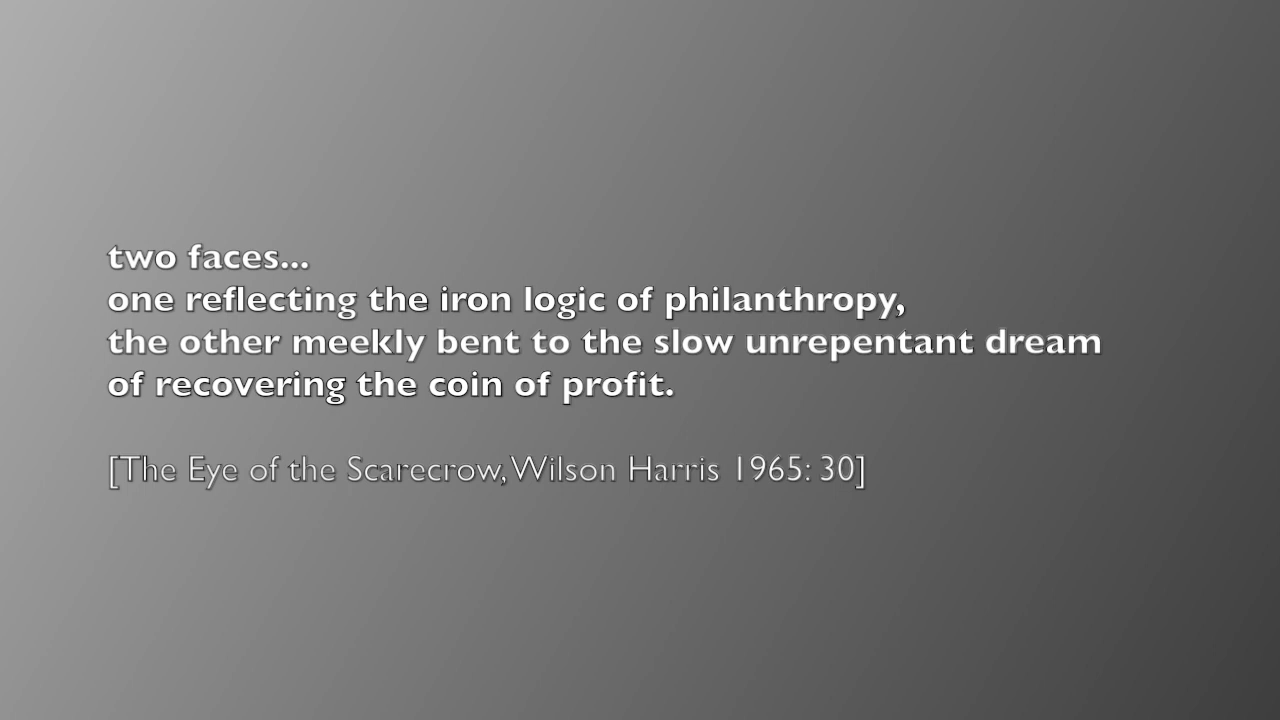 two faces...
one reflecting the iron logic of philanthropy,
the other meekly bent to the slow unrepentant dream
of recovering the coin of profit.
[The Eye of the Scarecrow, Wilson Harris 1965: 30]